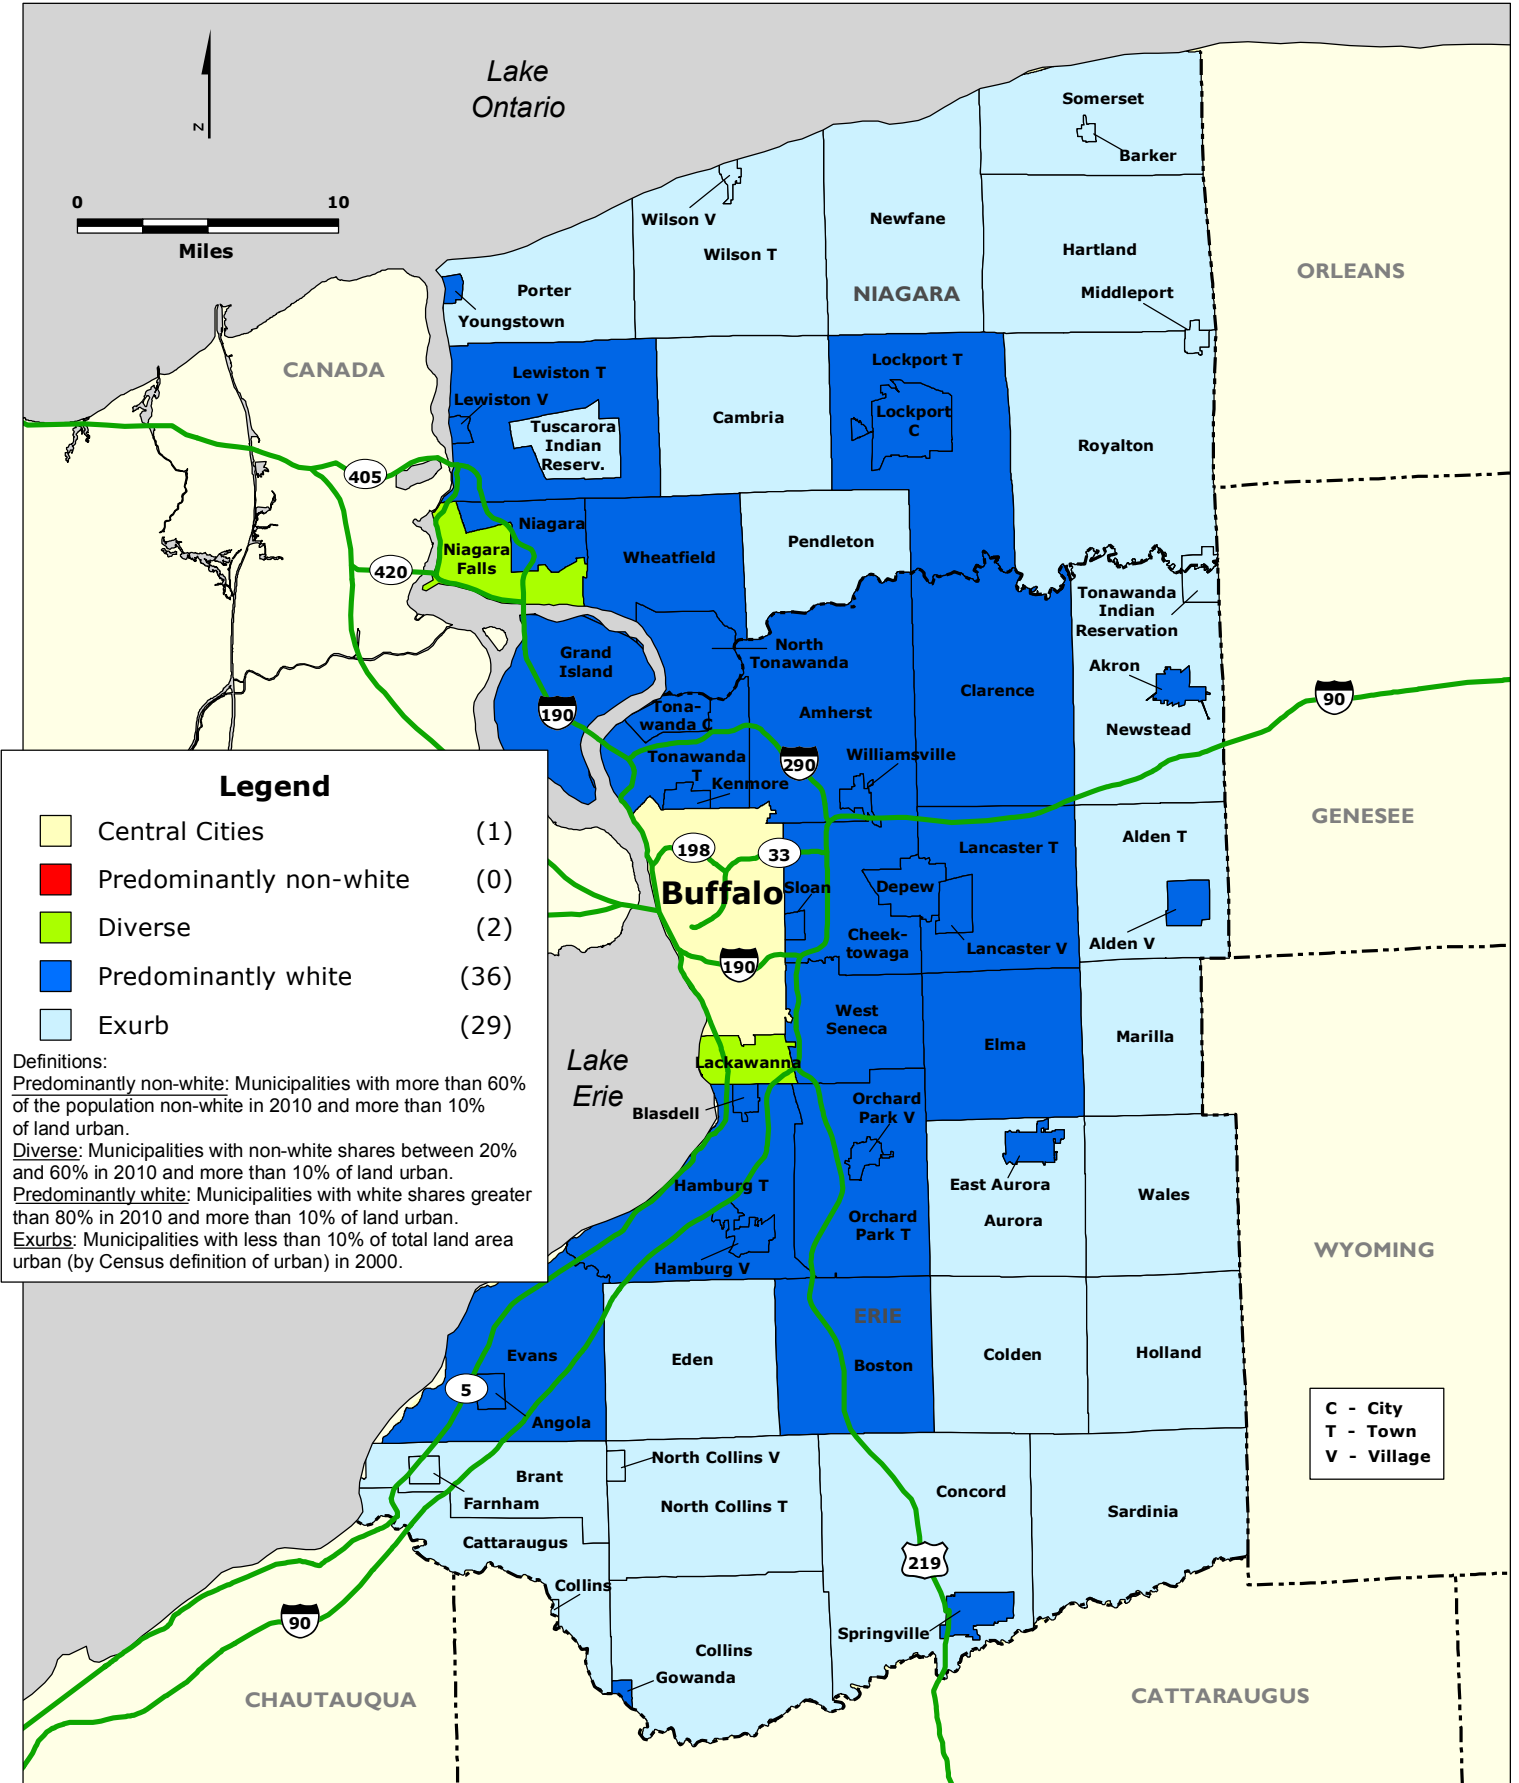 Lake
Ontario
Somerset
Barker
N
0
10
Miles
Wilson V
Newfane
Wilson T
Hartland
ORLEANS
Porter
NIAGARA
Middleport
Youngstown
CANADA
Lockport T
Lewiston T
Lewiston V
Cambria
Lockport
C
Tuscarora
Indian
Reserv.
Royalton
405
Niagara
Niagara
Falls
Wheatfield
Pendleton
420
Tonawanda
Indian
Reservation
North
Tonawanda
Grand
Island
Akron
Clarence
90
190
Tona-
wanda C
Amherst
Newstead
Tonawanda
T
290
Williamsville
Kenmore
Legend
Central Cities (1)
Predominantly non-white (0)
Diverse (2)
Predominantly white (36)
Exurb (29)
Definitions:
Predominantly non-white: Municipalities with more than 60%
of the population non-white in 2010 and more than 10%
of land urban.
Diverse: Municipalities with non-white shares between 20%
and 60% in 2010 and more than 10% of land urban.
Predominantly white: Municipalities with white shares greater
than 80% in 2010 and more than 10% of land urban.
Exurbs: Municipalities with less than 10% of total land area
urban (by Census definition of urban) in 2000.
GENESEE
Alden T
198
33
Lancaster T
Buffalo
Sloan
Depew
Cheek-
towaga
Lancaster V
Alden V
190
West
Seneca
Elma
Marilla
Lake
Erie
Lackawanna
Blasdell
Orchard
Park V
Hamburg T
East Aurora
Aurora
Wales
Orchard
Park T
WYOMING
Hamburg V
ERIE
Evans
Eden
Boston
Colden
Holland
5
Angola
C - City
T - Town
V - Village
North Collins V
Brant
Farnham
North Collins T
Concord
Sardinia
Cattaraugus
219
Collins
90
Springville
Collins
Gowanda
CHAUTAUQUA
CATTARAUGUS